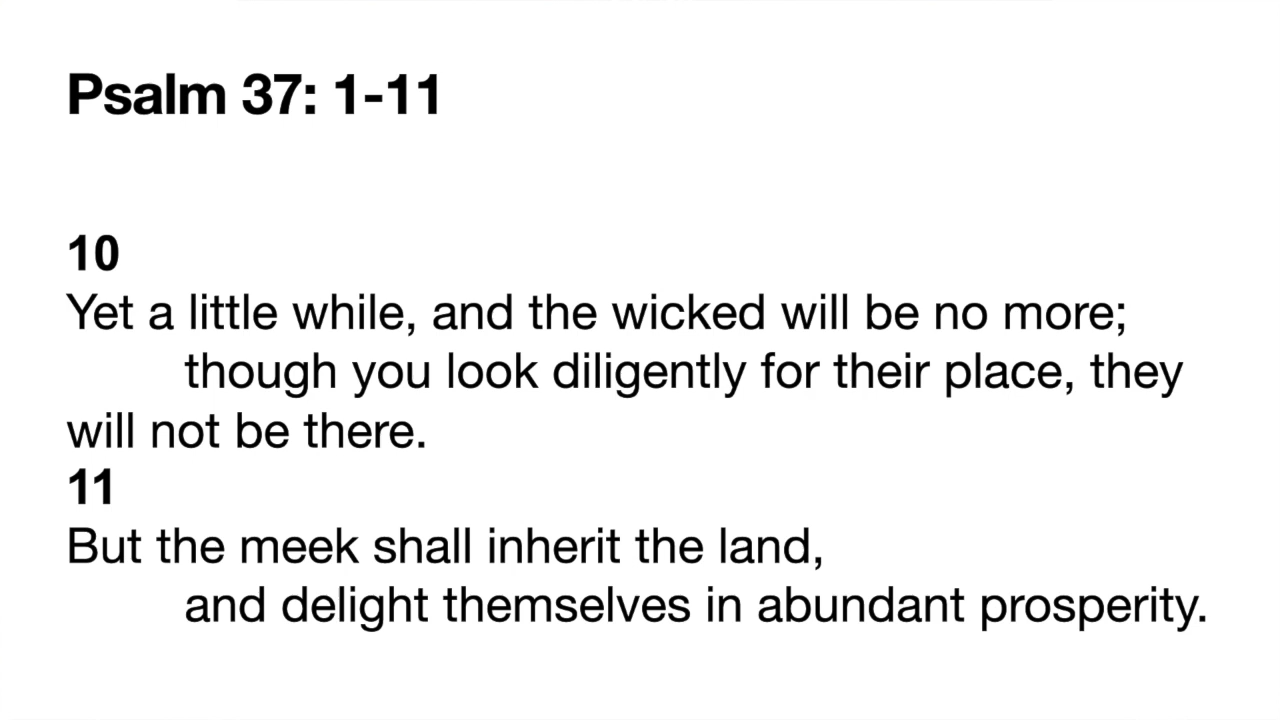 Psalm 37: 1-11
10
Yet a little while, and the wicked will be no more;
though you look diligently for their place, they
will not be there.
11
But the meek shall inherit the land,
and delight themselves in abundant prosperity.